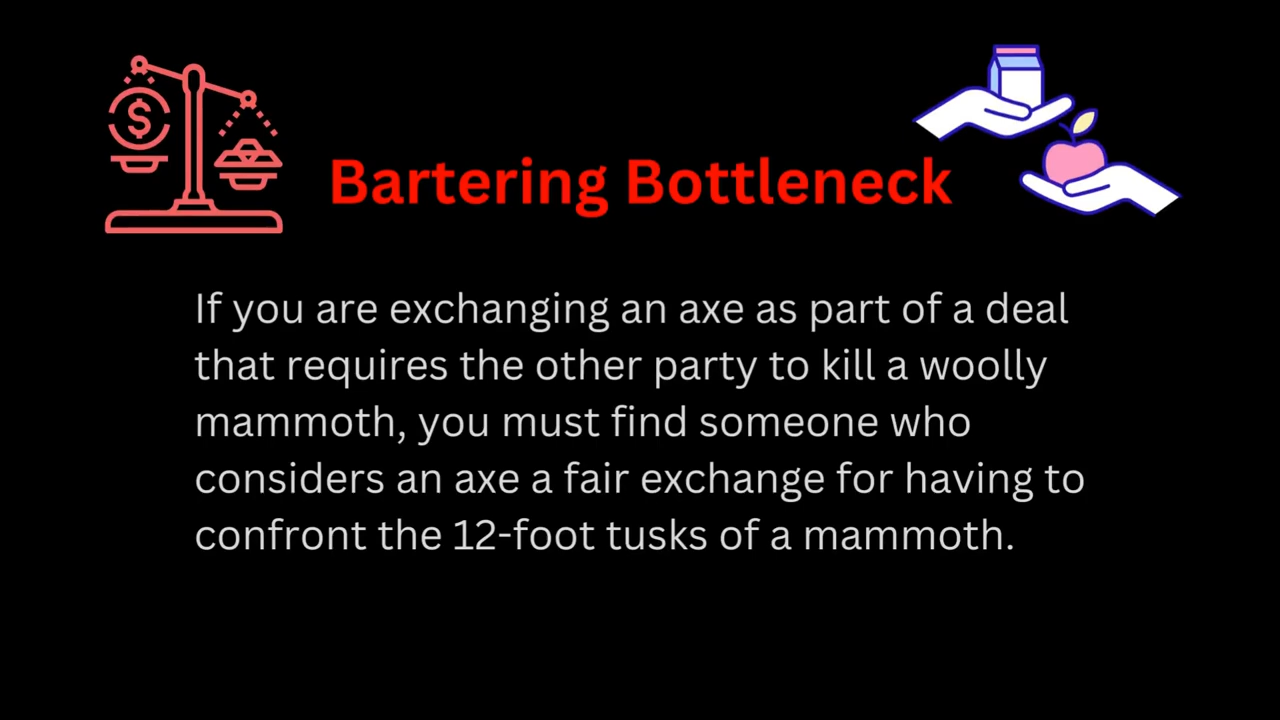 Bartering Bottleneck
If you are exchanging an axe as part of a deal
that requires the other party to kill a woolly
mammoth, you must find someone who
considers an axe a fair exchange for having to
confront the 12-foot tusks of a mammoth.
$